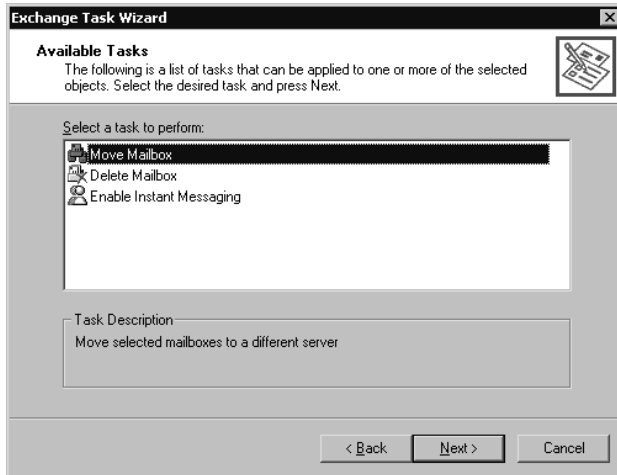 Exchange Task Wizard
Available Tasks
The following is a list of tasks that can be applied to one or more of the selected
objects. Select the desired task and press Next.
Select a task to perform:
Move Mailbox
Delete Mailbox
Enable Instant Messaging
Task Description
Move selected mailboxes to a different server
< Back Next > Cancel